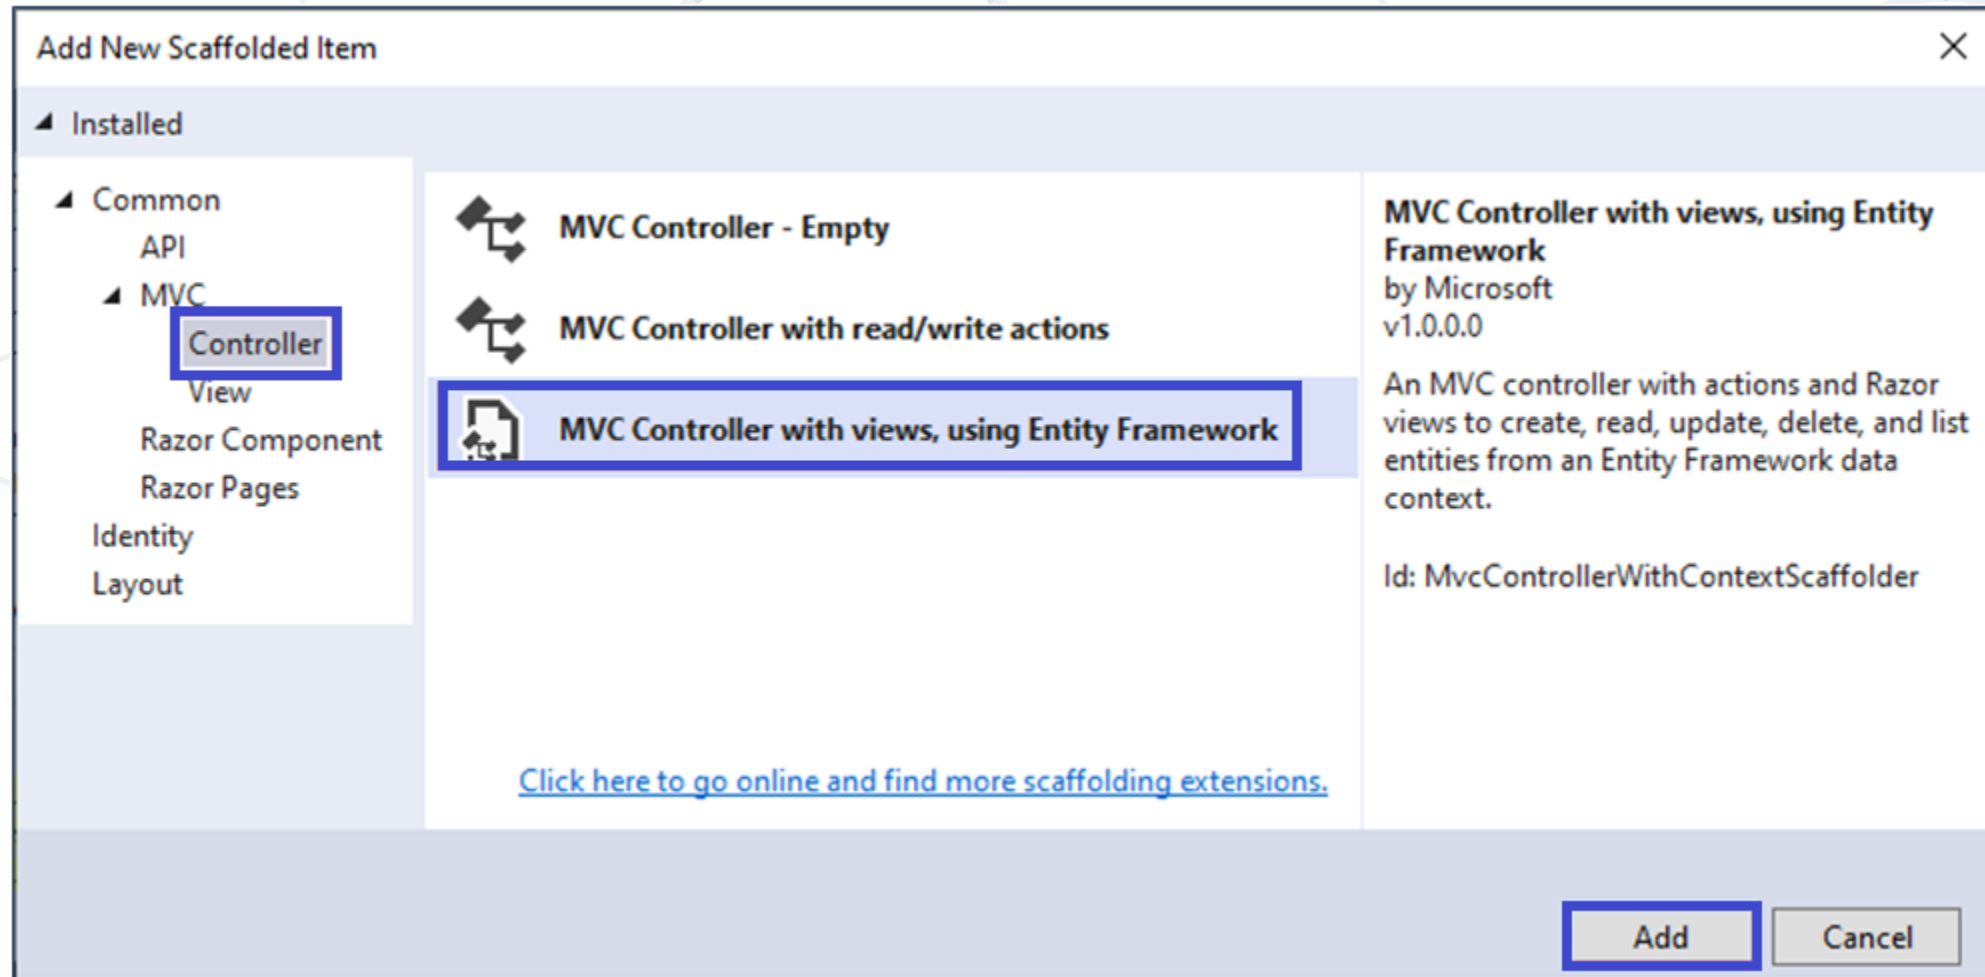 Add New Scaffolded Item
Installed
Common
API
MVC
Controller
View
Razor Component
Razor Pages
Identity
Layout
MVC Controller - Empty
MVC Controller with read/write actions
MVC Controller with views, using Entity Framework
Click here to go online and find more scaffolding extensions.
MVC Controller with views, using Entity
Framework
by Microsoft
v1.0.0.0
An MVC controller with actions and Razor
views to create, read, update, delete, and list
entities from an Entity Framework data
context.
Id: MvcControllerWithContextScaffolder
Add
Cancel